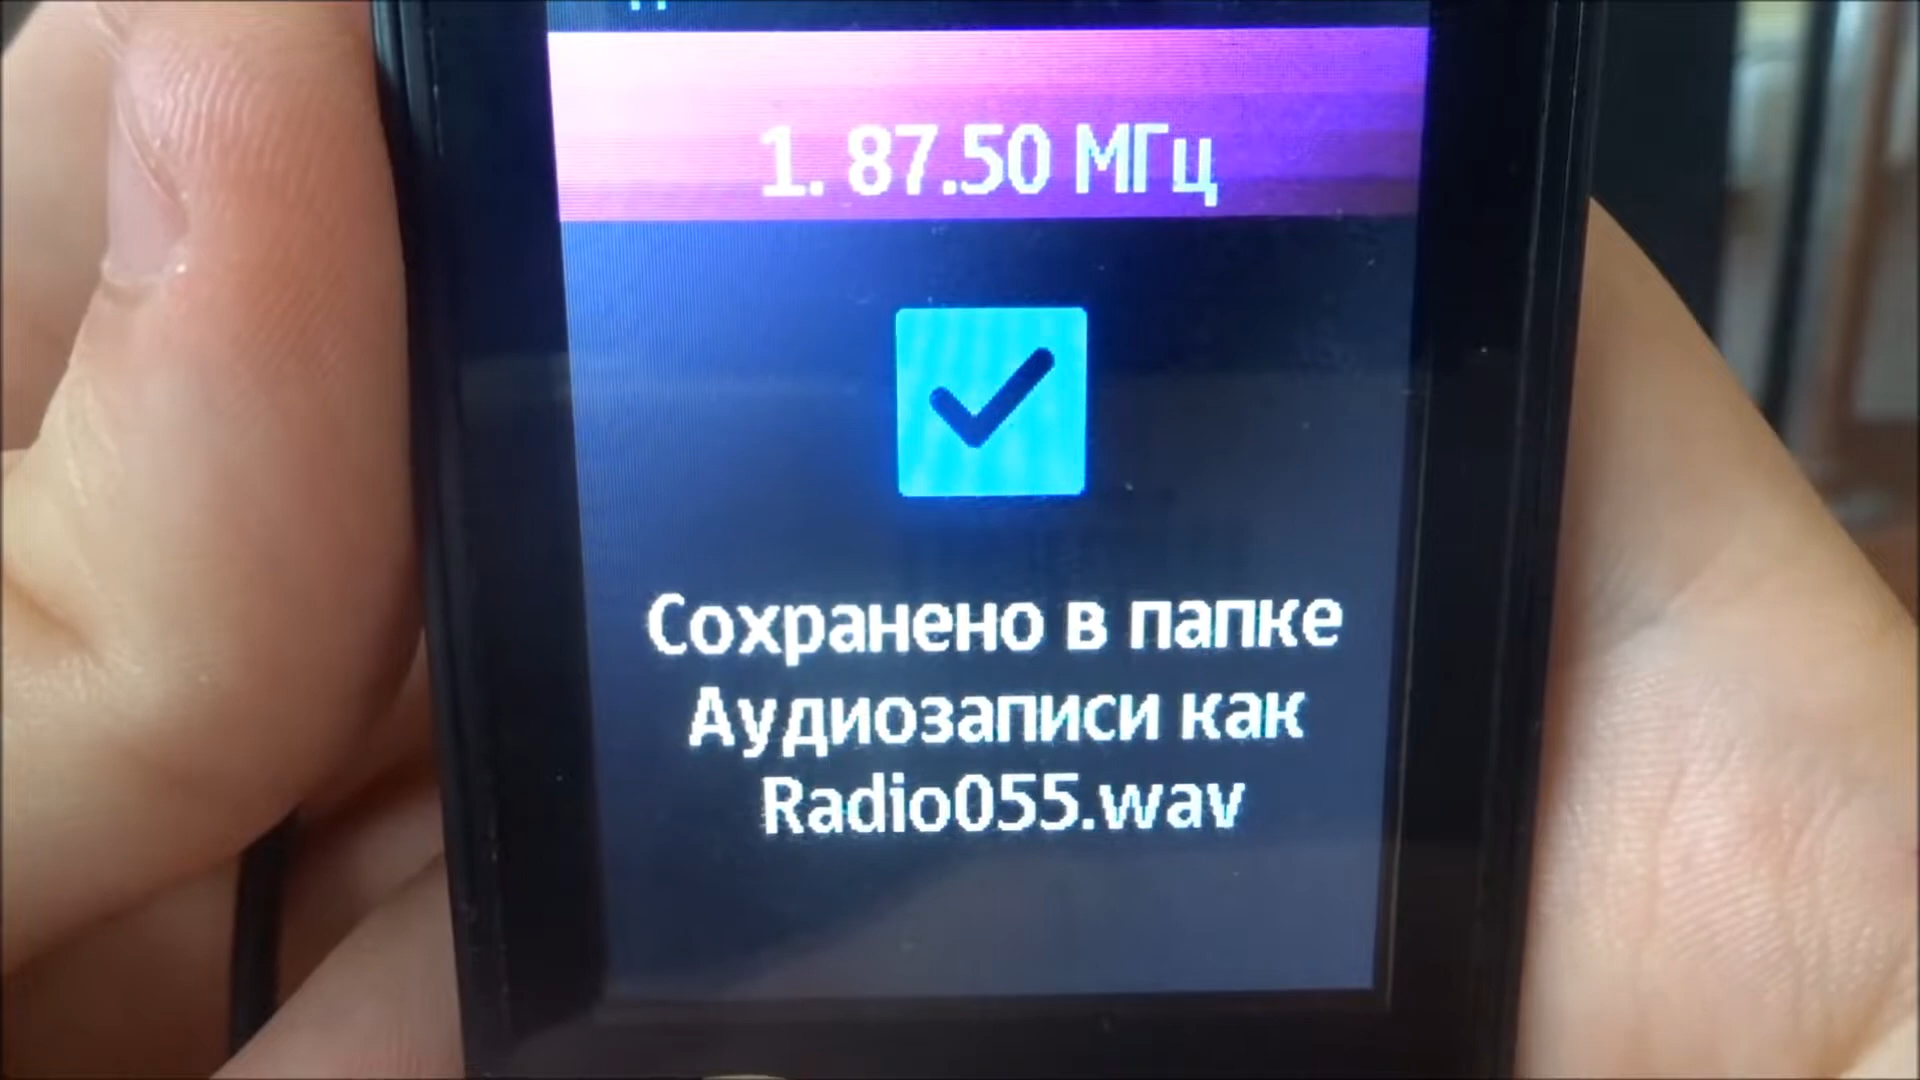 1. 87.50 МГц
Сохранено в папке
Аудиозаписи как
Radio055.wav